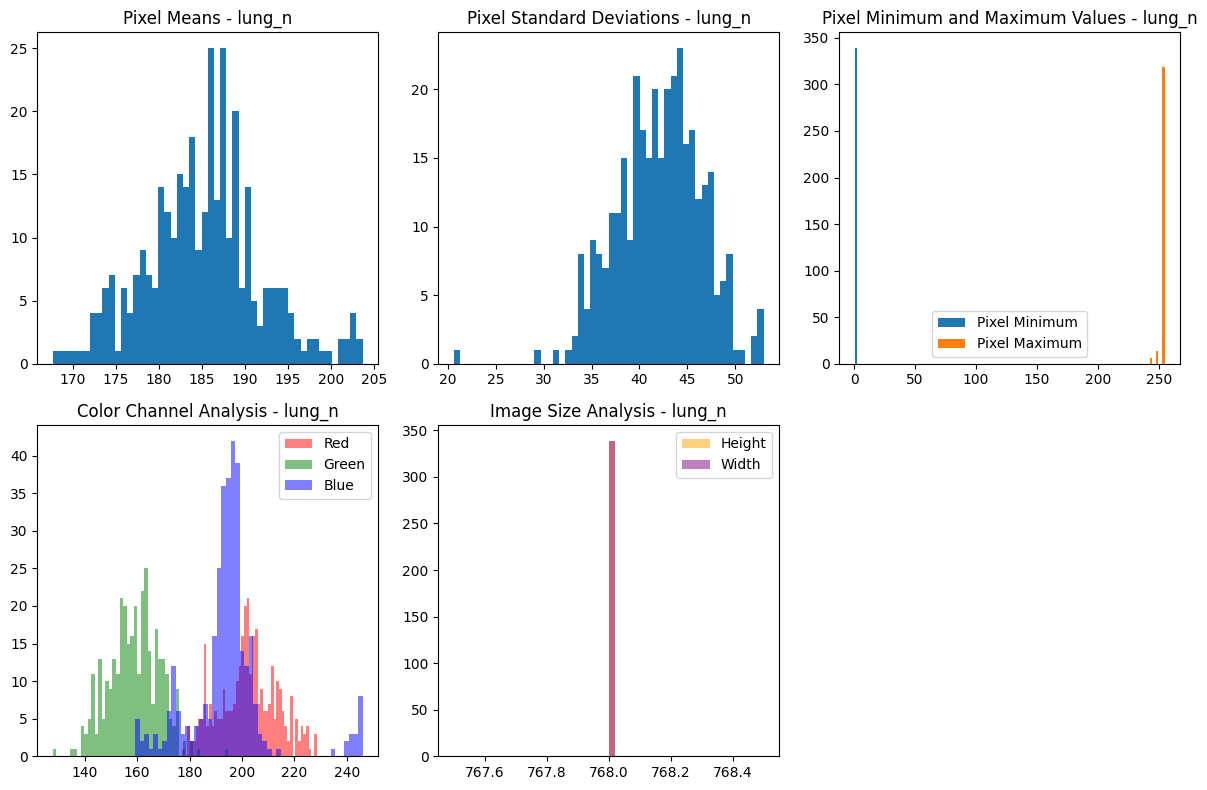 Pixel Means - lung_n
25
20
15
10
5
0
170 175 180 185 190 195 200 205
Pixel Standard Deviations - lung_n
20
15
10
5
0
20 25 30 35 40 45 50
Pixel Minimum and Maximum Values - lung_n
350
300
250
200
150
100
50
0
Pixel Minimum
Pixel Maximum
0 50 100 150 200 250
Color Channel Analysis - lung_n
40
35
30
25
20
15
10
5
0
Red
Green
Blue
140 160 180 200 220 240
Image Size Analysis - lung_n
350
300
250
200
150
100
50
0
Height
Width
767.6 767.8 768.0 768.2 768.4